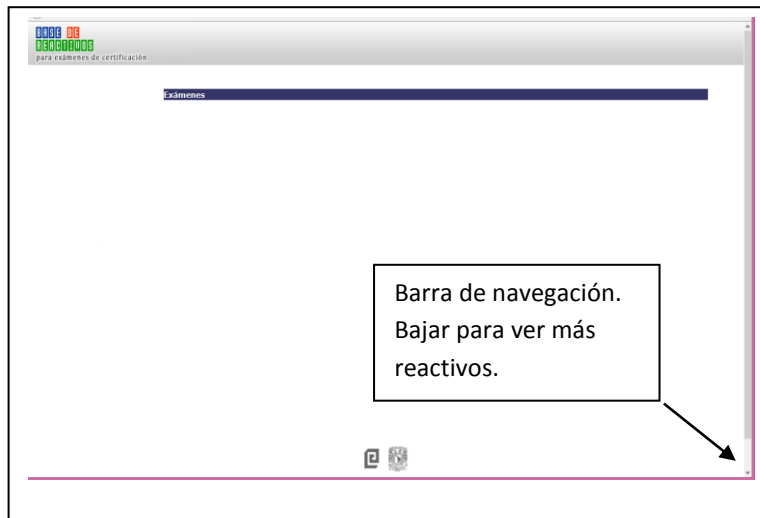 BASE DE
REACTIVOS
para exámenes de certificación
Exámenes
Barra de navegación.
Bajar para ver más
reactivos.